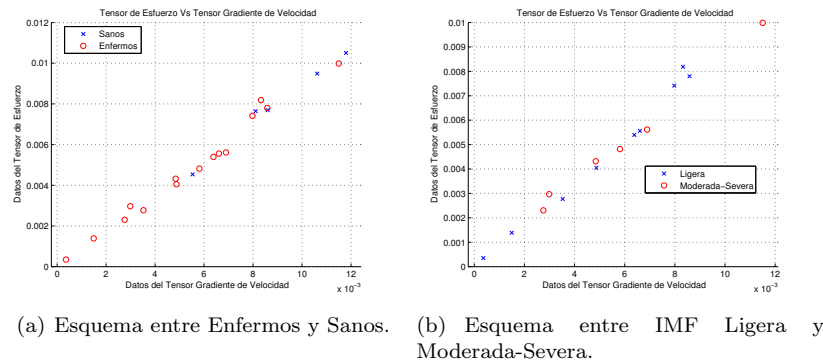 Tensor de Esfuerzo Vs Tensor Gradiente de Velocidad
0.012
0.01
0.008
0.006
0.004
0.002
0
Datos del Tensor de Esfuerzo
Sanos
Enfermos
0 2 4 6 8 10 12
Datos del Tensor Gradiente de Velocidad
x 10⁻³
(a) Esquema entre Enfermos y Sanos.
Tensor de Esfuerzo Vs Tensor Gradiente de Velocidad
0.01
0.009
0.008
0.007
0.006
0.005
0.004
0.003
0.002
0.001
0
Datos del Tensor de Esfuerzo
Ligera
Moderada-Severa
0 2 4 6 8 10 12
Datos del Tensor Gradiente de Velocidad
x 10⁻³
(b) Esquema entre IMF Ligera y
Moderada-Severa.